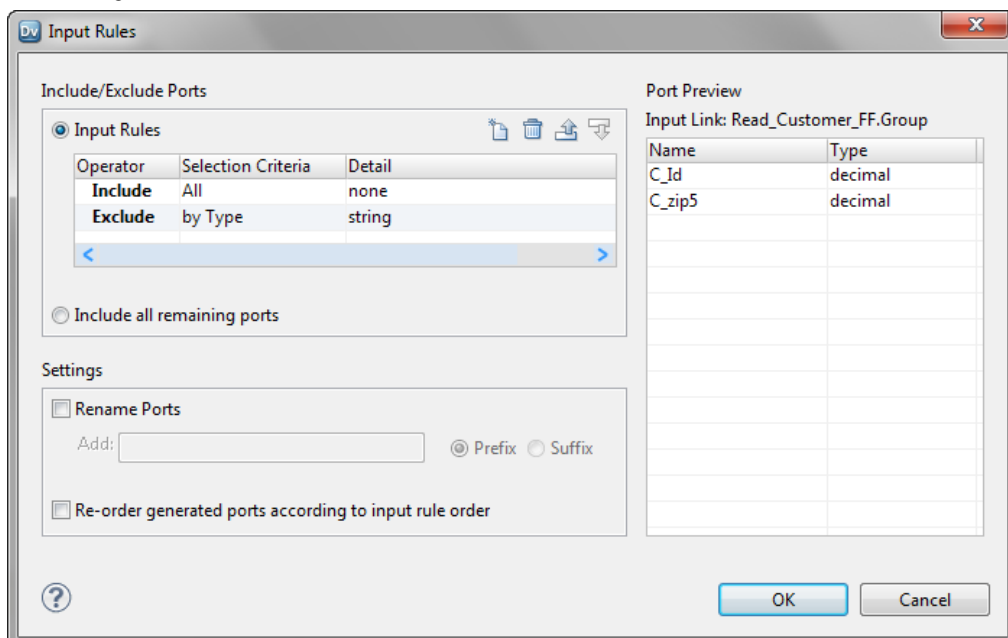 Dv Input Rules
Include/Exclude Ports
Input Rules
Operator Selection Criteria Detail
Include All none
Exclude by Type string
Include all remaining ports
Settings
Rename Ports
Add: Prefix Suffix
Re-order generated ports according to input rule order
Port Preview
Input Link: Read_Customer_FF.Group
Name Type
C_Id decimal
C_zip5 decimal
? OK Cancel